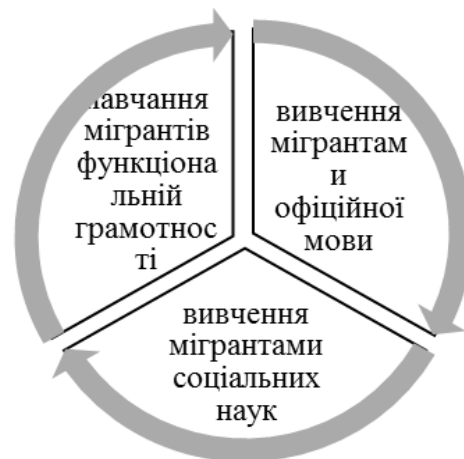 навчання
мігрантів
функціона
льній
грамотнос
ті
вивчення
мігрантам
и
офіційної
мови
вивчення
мігрантами
соціальних
наук